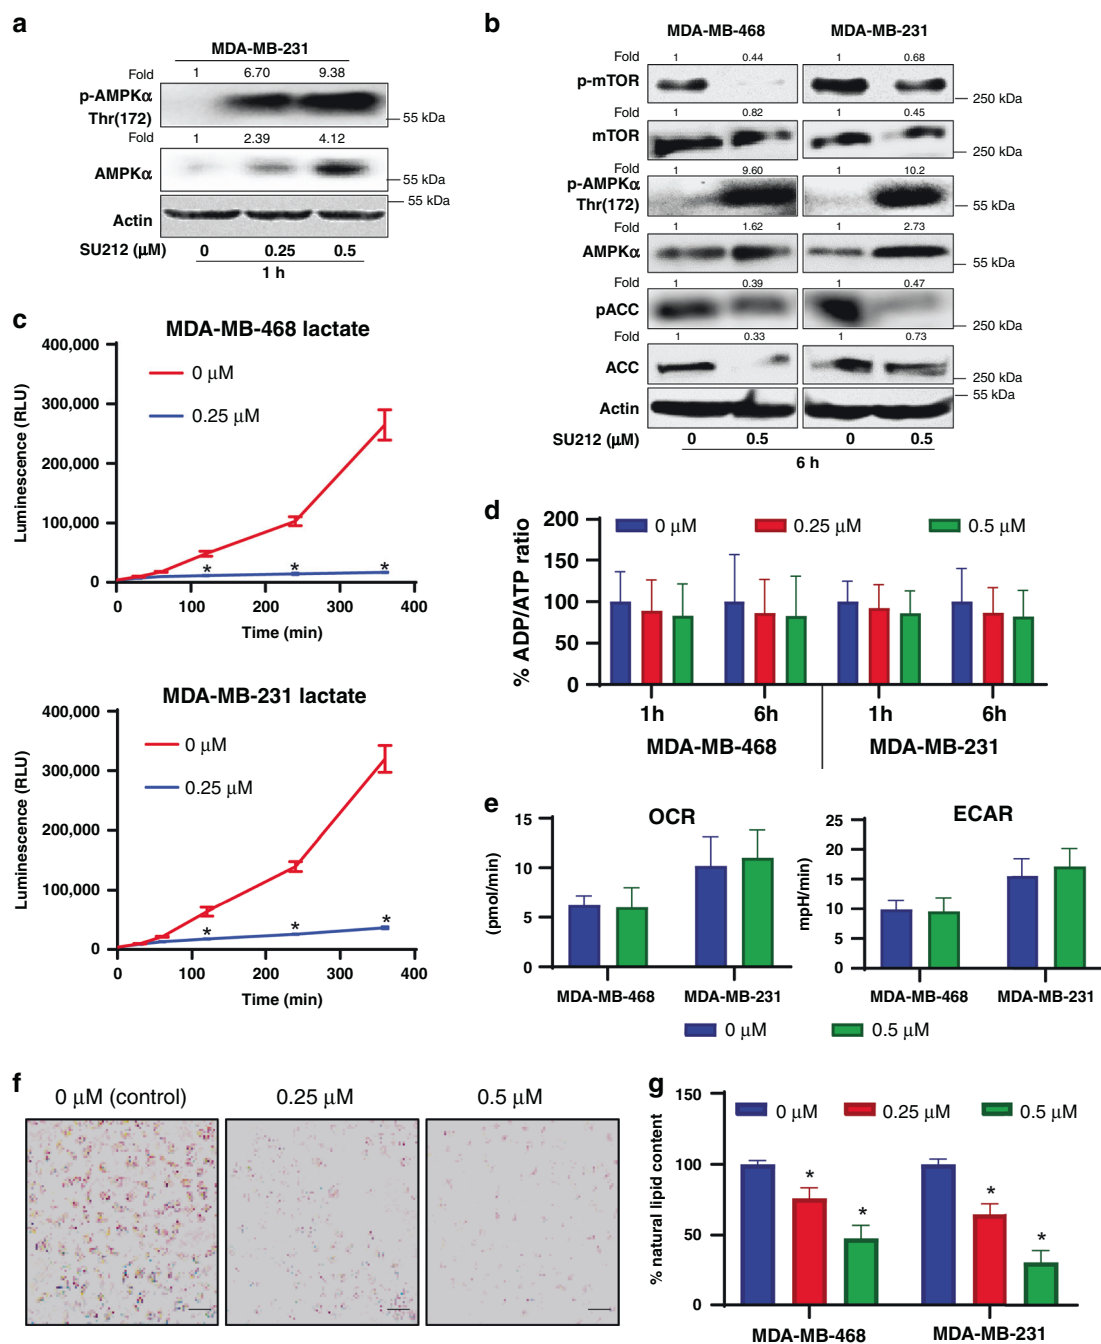 a
MDA-MB-231
Fold 1 6.70 9.38
p-AMPKα
Thr(172)
55 kDa
Fold 1 2.39 4.12
AMPKα
55 kDa
55 kDa
Actin
SU212 (μM) 0 0.25 0.5
1 h
b
MDA-MB-468 MDA-MB-231
Fold 1 0.44 1 0.68
p-mTOR
250 kDa
Fold 1 0.82 1 0.45
mTOR
250 kDa
Fold 1 9.60 1 10.2
p-AMPKα
Thr(172)
55 kDa
Fold 1 1.62 1 2.73
AMPKα
55 kDa
Fold 1 0.39 1 0.47
pACC
250 kDa
Fold 1 0.33 1 0.73
ACC
250 kDa
55 kDa
Actin
SU212 (μM) 0 0.5 0 0.5
6 h
c
MDA-MB-468 lactate
400,000
300,000
200,000
100,000
0
Luminescence (RLU)
0 μM
0.25 μM
* * *
0 100 200 300 400
Time (min)
MDA-MB-231 lactate
400,000
300,000
200,000
100,000
0
Luminescence (RLU)
0 μM
0.25 μM
* * *
0 100 200 300 400
Time (min)
d
0 μM 0.25 μM 0.5 μM
% ADP/ATP ratio
200
150
100
50
0
1h 6h 1h 6h
MDA-MB-468 MDA-MB-231
e
OCR
(pmol/min)
15
10
5
0
MDA-MB-468 MDA-MB-231
ECAR
mpH/min)
25
20
15
10
5
0
MDA-MB-468 MDA-MB-231
0 μM 0.5 μM
f
0 μM (control) 0.25 μM 0.5 μM
g
0 μM 0.25 μM 0.5 μM
% natural lipid content
150
100
50
0
* * * *
MDA-MB-468 MDA-MB-231